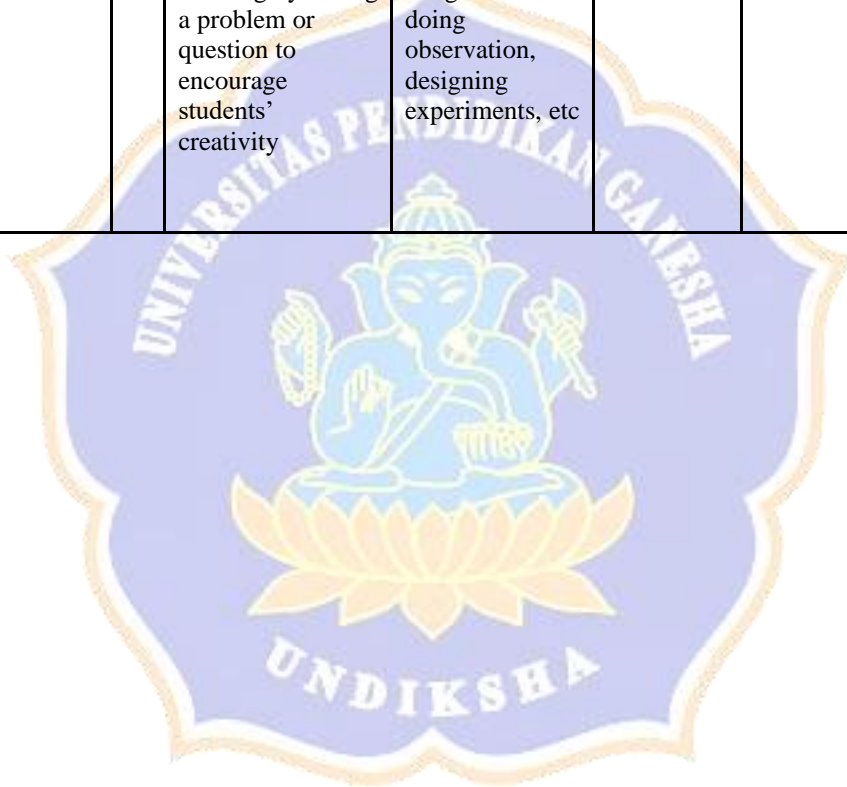 a problem or
question to
encourage
students’
creativity
doing
observation,
designing
experiments, etc
UNIVERSITAS PENDIDIKAN GANESHA
UNDIKSHA